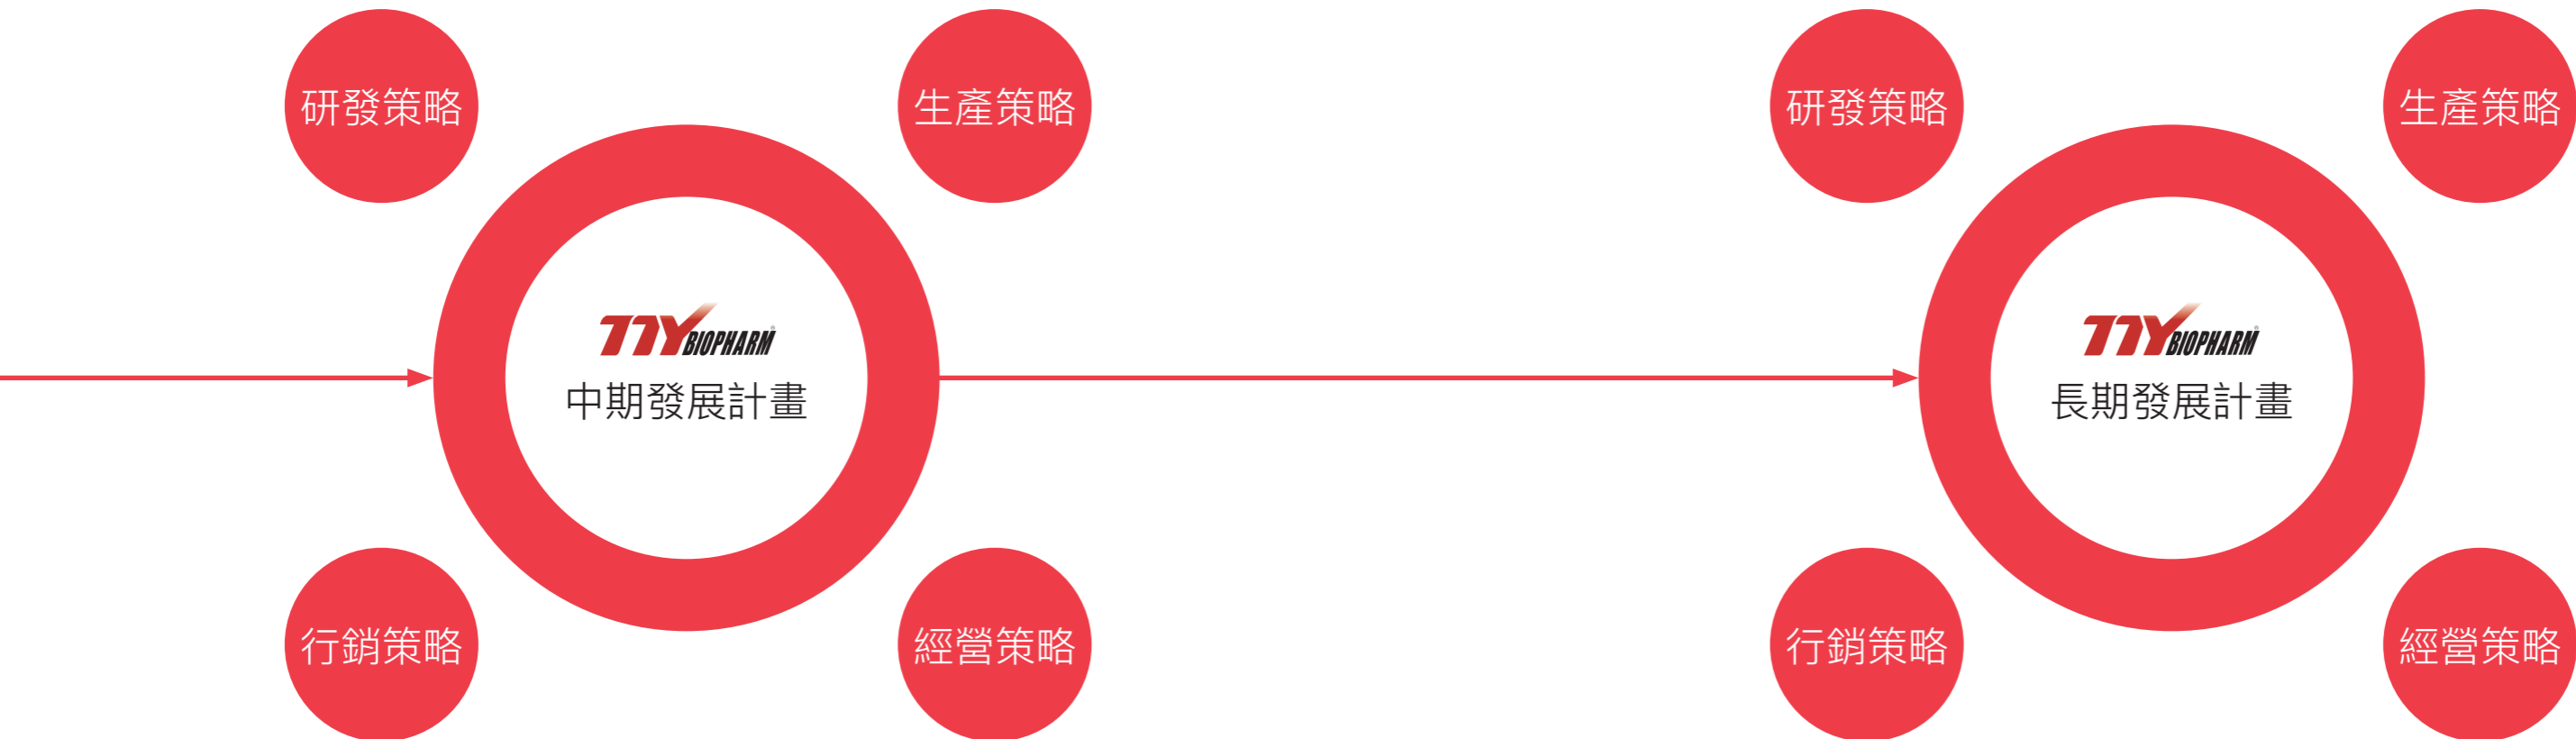 研發策略
生產策略
TTY BIOPHARM®
中期發展計畫
行銷策略
經營策略
研發策略
生產策略
TTY BIOPHARM®
長期發展計畫
行銷策略
經營策略